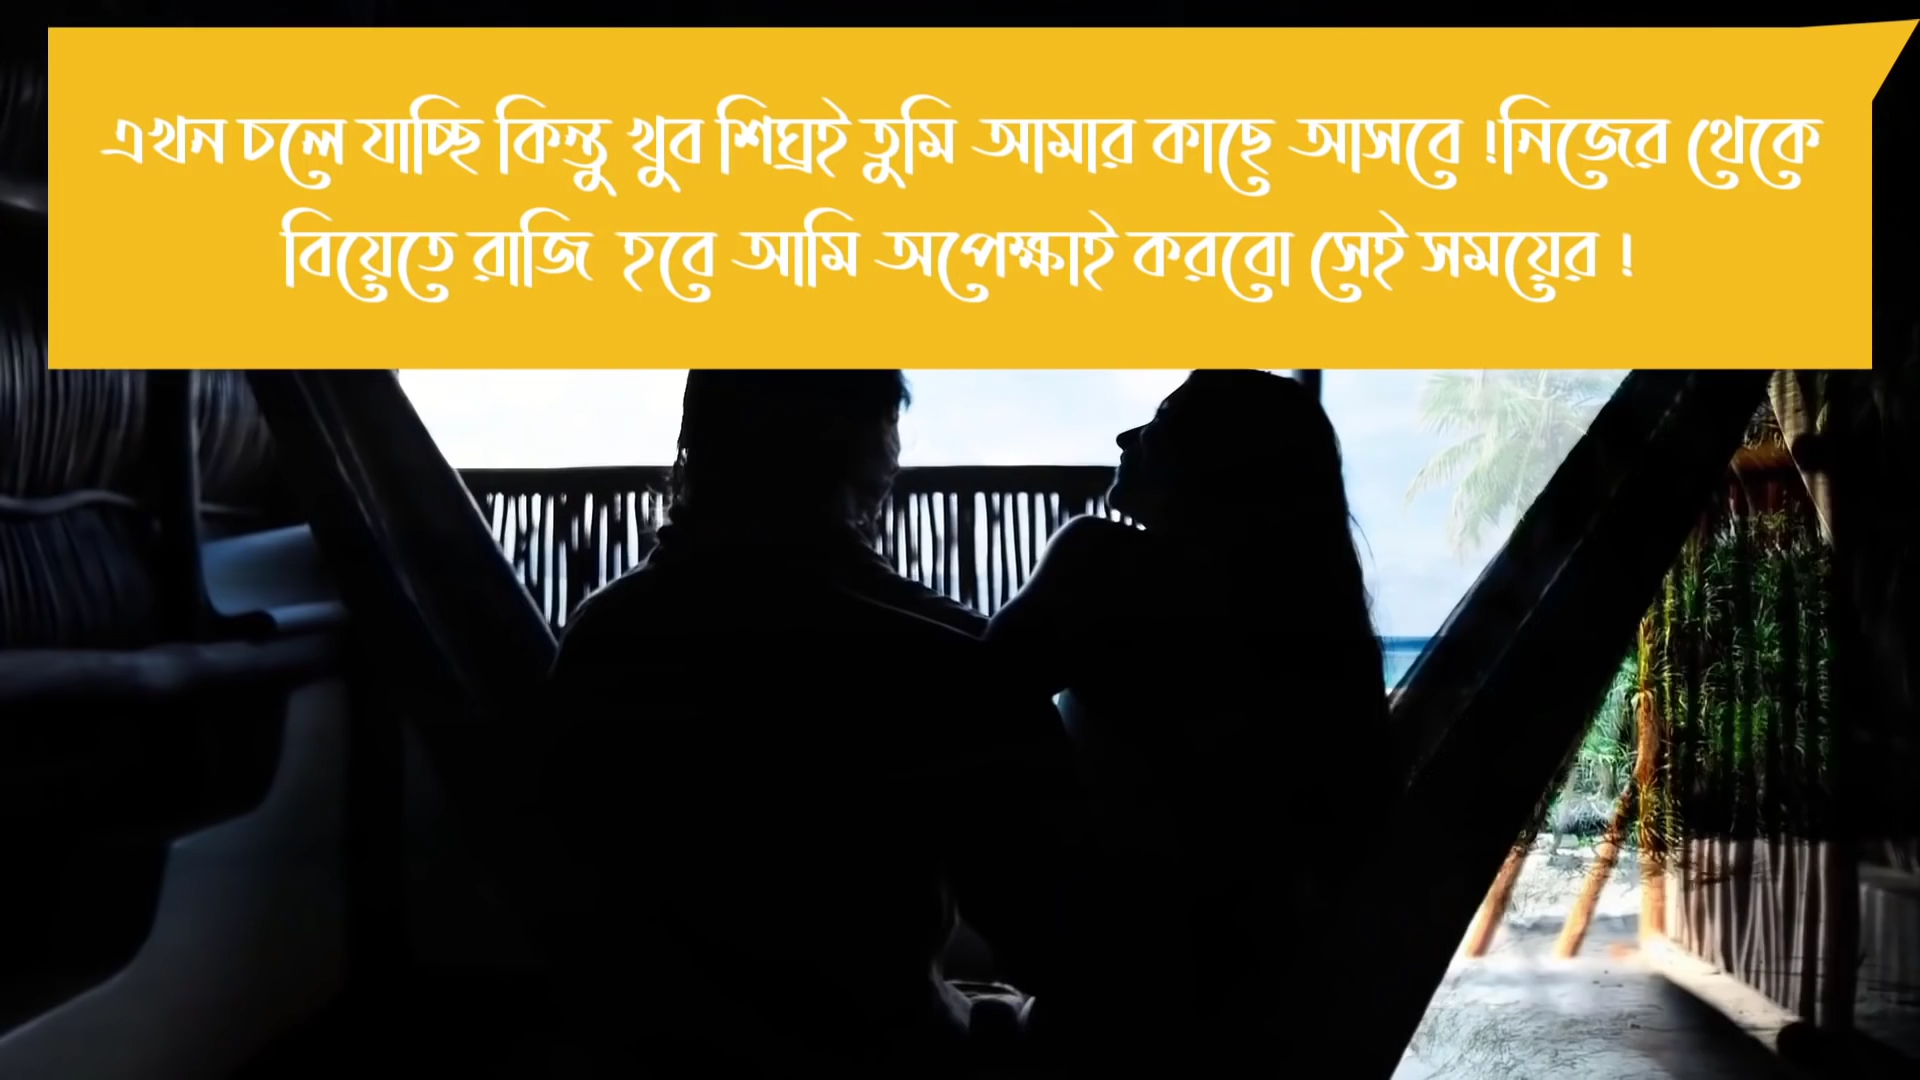 এখন চলে যাচ্ছি কিন্তু খুব শিঘ্রই তুমি আমার কাছে আসবে !নিজের থেকে
বিয়েতে রাজি হবে আমি অপেক্ষাই করবো সেই সময়ের !